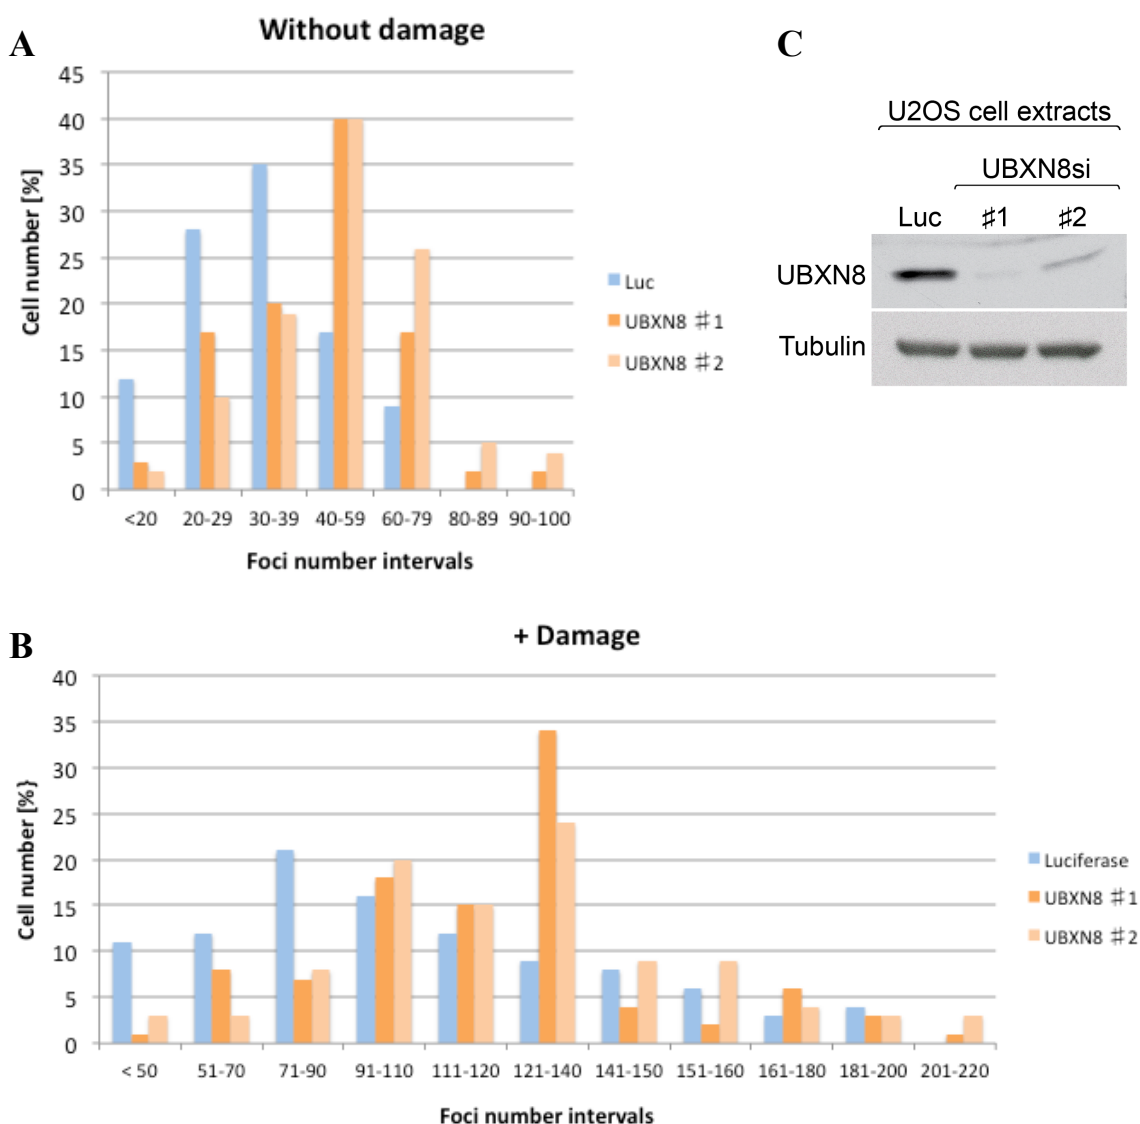 A
Without damage
45
40
35
30
25
20
15
10
5
0
Cell number [%]
<20 20-29 30-39 40-59 60-79 80-89 90-100
Foci number intervals
Luc
UBXN8 ♯1
UBXN8 ♯2
C
U2OS cell extracts
UBXN8si
Luc ♯1 ♯2
UBXN8
Tubulin
B
+ Damage
40
35
30
25
20
15
10
5
0
Cell number [%}
< 50 51-70 71-90 91-110 111-120 121-140 141-150 151-160 161-180 181-200 201-220
Foci number intervals
Luciferase
UBXN8 ♯1
UBXN8 ♯2